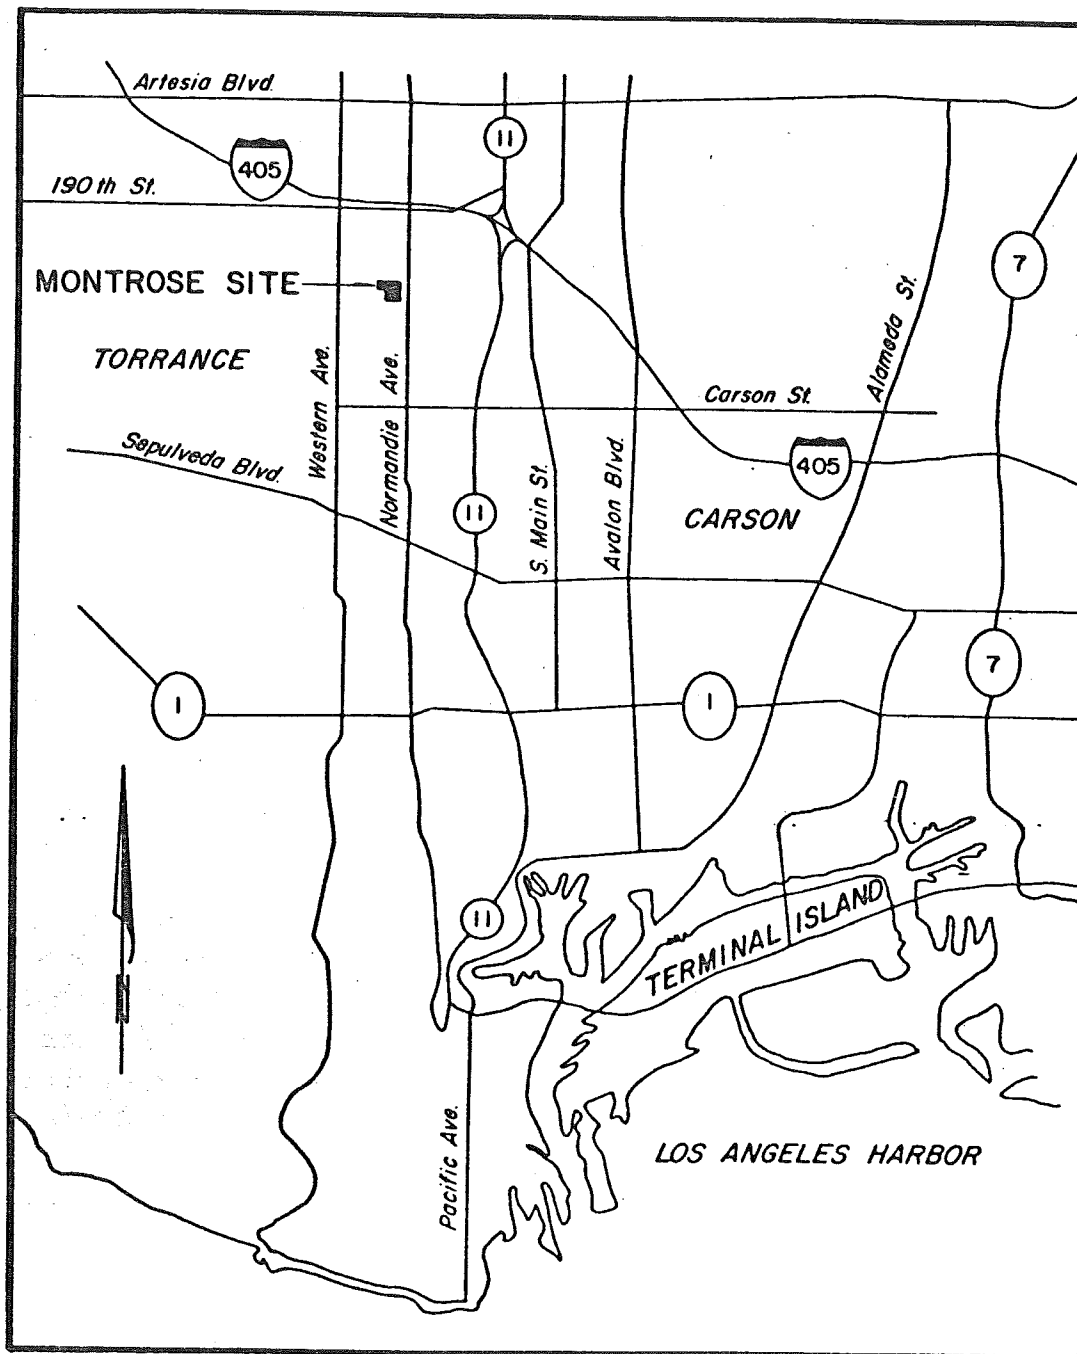 Artesia Blvd.
11
405
190th St.
7
MONTROSE SITE
Alameda St.
TORRANCE
Western Ave.
Normandie Ave.
Carson St.
Sepulveda Blvd.
405
S. Main St.
Avalon Blvd.
11
CARSON
7
1
1
TERMINAL ISLAND
11
N
Pacific Ave.
LOS ANGELES HARBOR